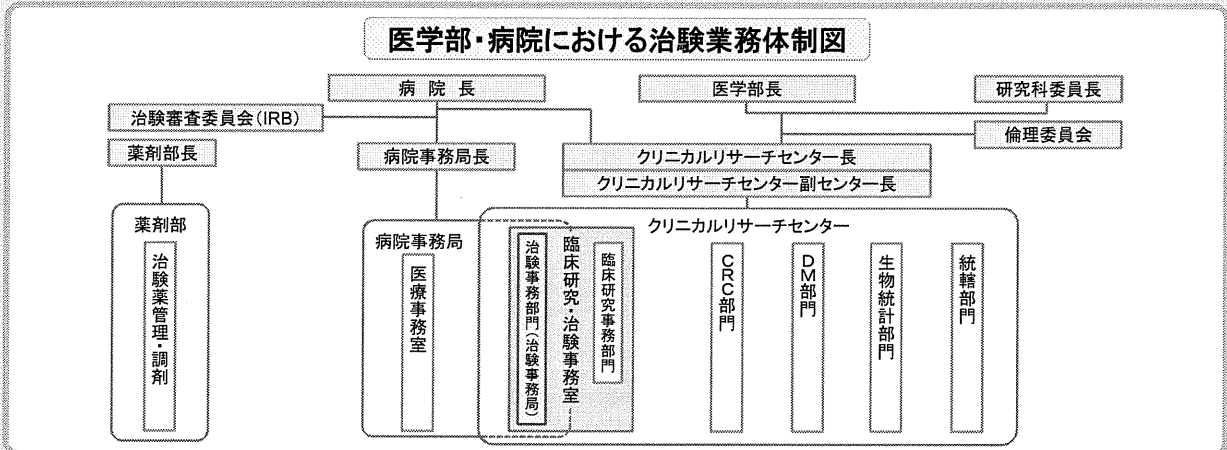 医学部・病院における治験業務体制図
病院長
医学部長
研究科委員長
治験審査委員会(IRB)
倫理委員会
薬剤部長
病院事務局長
クリニカルリサーチセンター長
クリニカルリサーチセンター副センター長
薬剤部
治験薬管理・調剤
病院事務局
医療事務室
クリニカルリサーチセンター
治験事務部門(治験事務局)
臨床研究・治験事務室
臨床研究事務部門
CRC部門
DM部門
生物統計部門
統轄部門